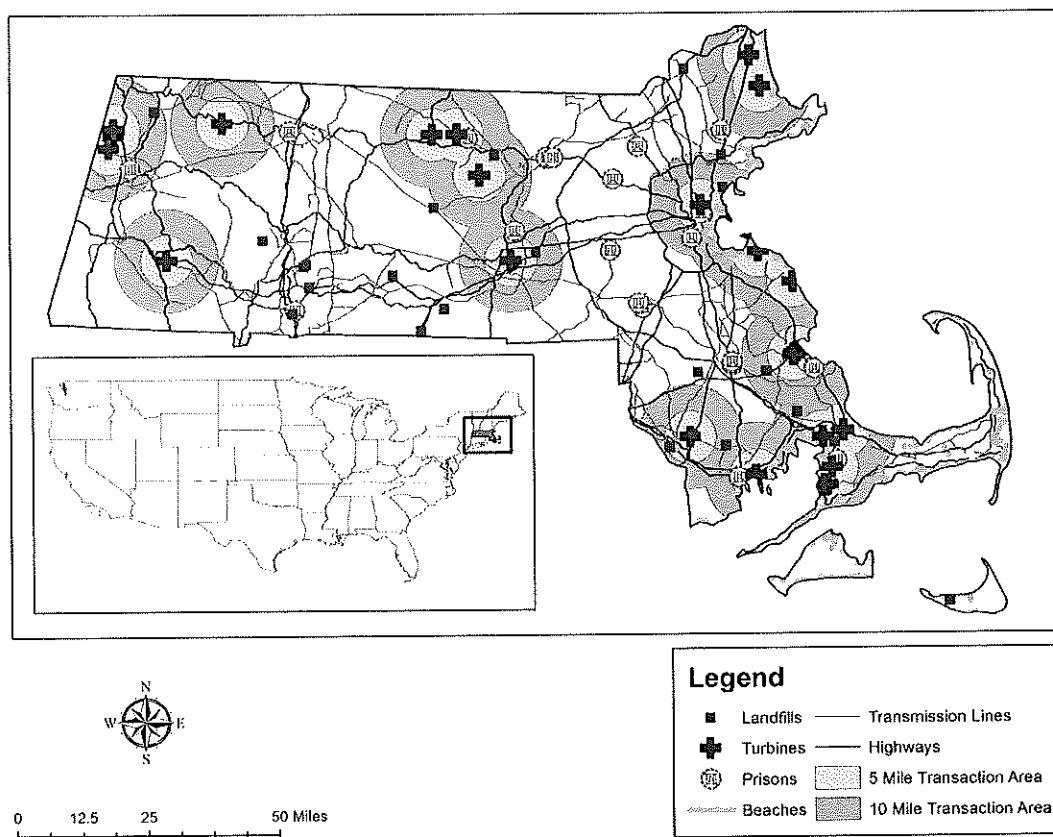 N
W E
S
0 12.5 25 50 Miles
Legend
Landfills Transmission Lines
Turbines Highways
Prisons 5 Mile Transaction Area
Beaches 10 Mile Transaction Area